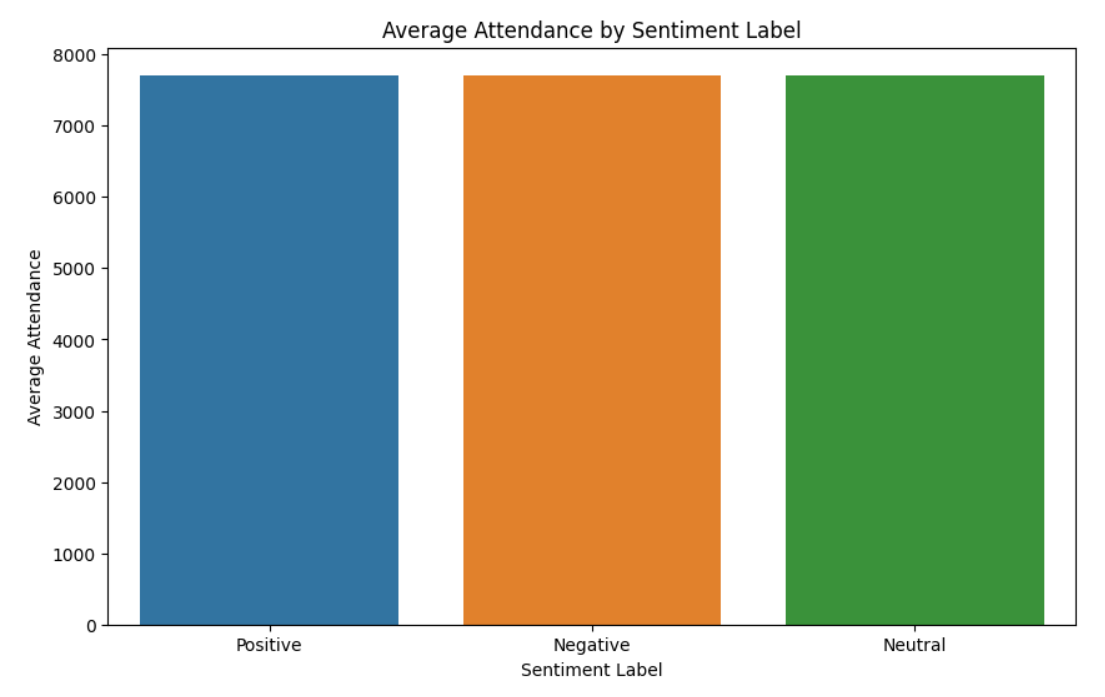 Average Attendance by Sentiment Label
8000
7000
6000
5000
4000
3000
2000
1000
0
Average Attendance
Positive Negative Neutral
Sentiment Label